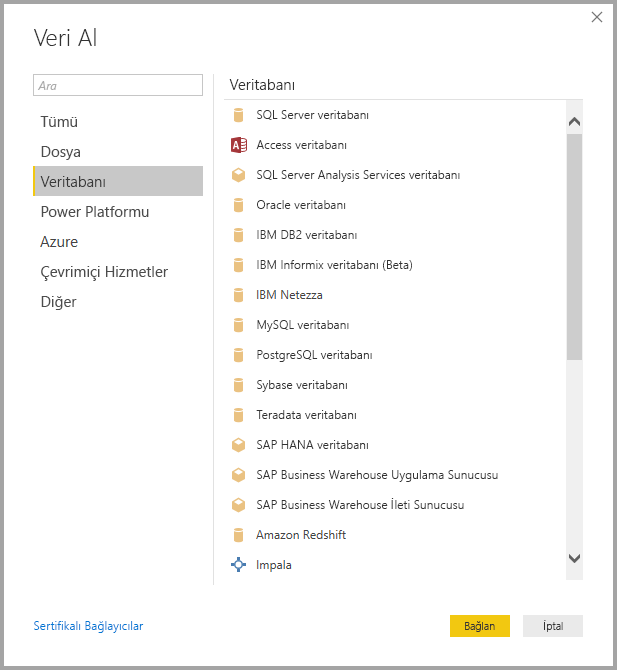 Veri Al
Ara
Tümü
Dosya
Veritabanı
Power Platformu
Azure
Çevrimiçi Hizmetler
Diğer
Veritabanı
SQL Server veritabanı
Access veritabanı
SQL Server Analysis Services veritabanı
Oracle veritabanı
IBM DB2 veritabanı
IBM Informix veritabanı (Beta)
IBM Netezza
MySQL veritabanı
PostgreSQL veritabanı
Sybase veritabanı
Teradata veritabanı
SAP HANA veritabanı
SAP Business Warehouse Uygulama Sunucusu
SAP Business Warehouse İleti Sunucusu
Amazon Redshift
Impala
Sertifikalı Bağlayıcılar
Bağlan
İptal